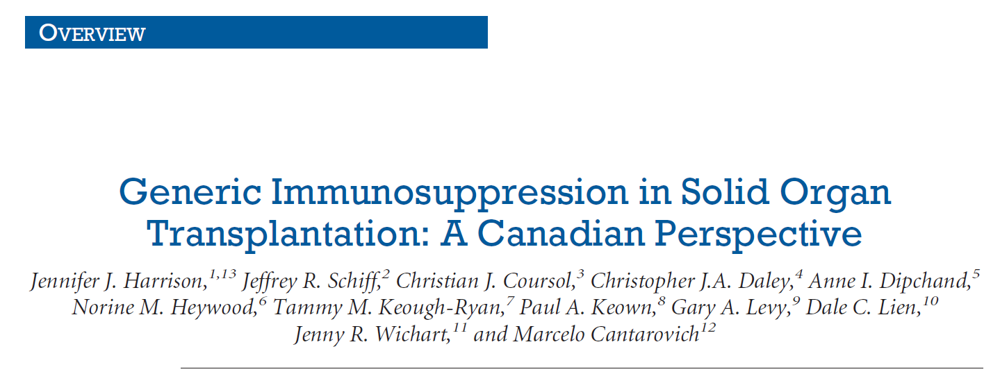 OVERVIEW
Generic Immunosuppression in Solid Organ
Transplantation: A Canadian Perspective
Jennifer J. Harrison,1,13 Jeffrey R. Schiff,2 Christian J. Coursol,3 Christopher J.A. Daley,4 Anne I. Dipchand,5
Norine M. Heywood,6 Tammy M. Keough-Ryan,7 Paul A. Keown,8 Gary A. Levy,9 Dale C. Lien,10
Jenny R. Wichart,11 and Marcelo Cantarovich12